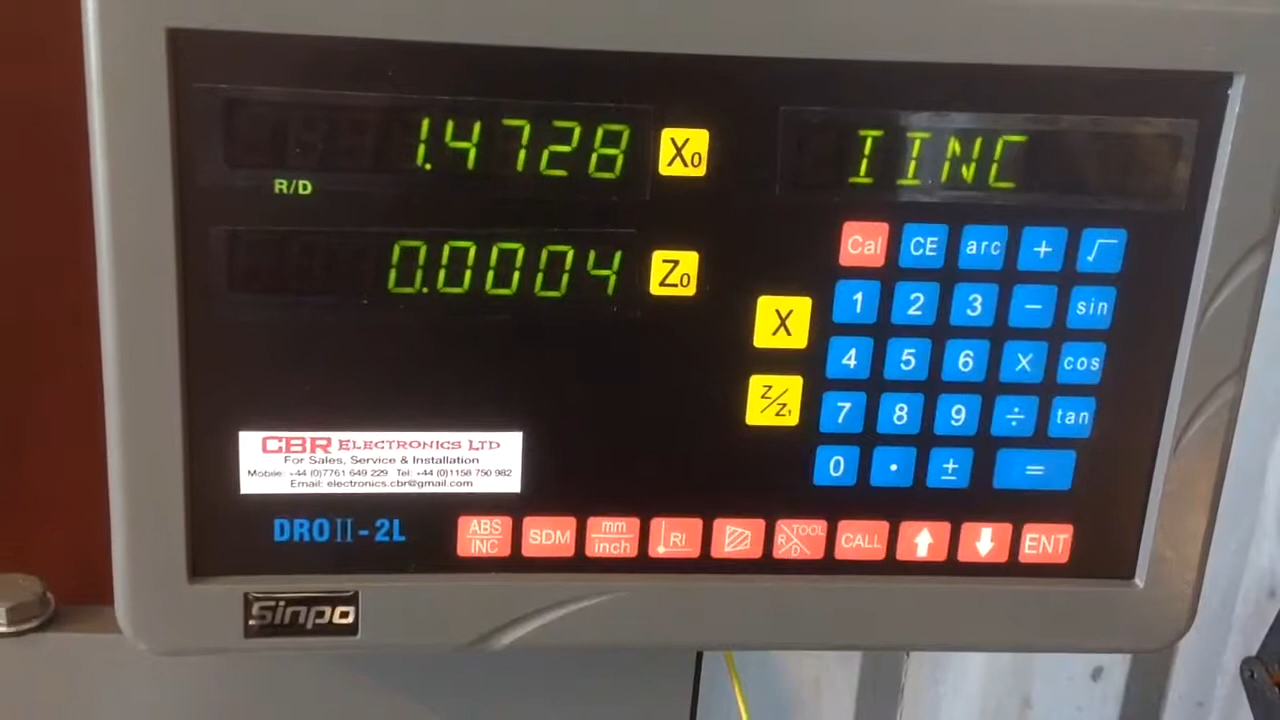 1.4728 X0 IINC
R/D
0.0004 Z0
Cal CE arc + √
1 2 3 − sin
X
4 5 6 × cos
Z/Z1
7 8 9 ÷ tan
0 • ± =
CBR ELECTRONICS LTD
For Sales, Service & Installation
Mobile: +44 (0)7761 649 229 Tel: +44 (0)1158 750 982
Email: electronics.cbr@gmail.com
DRO II-2L
ABS/INC SDM mm/inch RI R/D TOOL CALL ENT
Sinpo